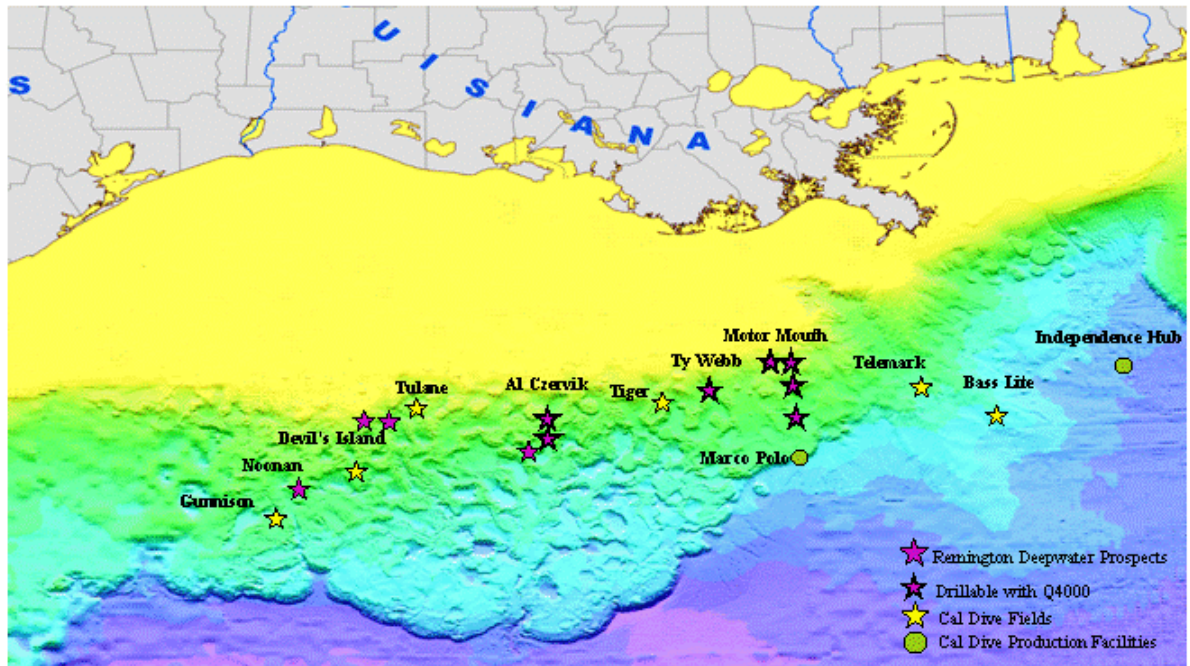 S
UISIANA
Motor Mouth
Independence Hub
Ty Webb
Telemark
Al Czervik
Bass Lite
Tulane
Tiger
Devil's Island
Marco Polo
Noonan
Gunnison
Remington Deepwater Prospects
Drillable with Q4000
Cal Dive Fields
Cal Dive Production Facilities